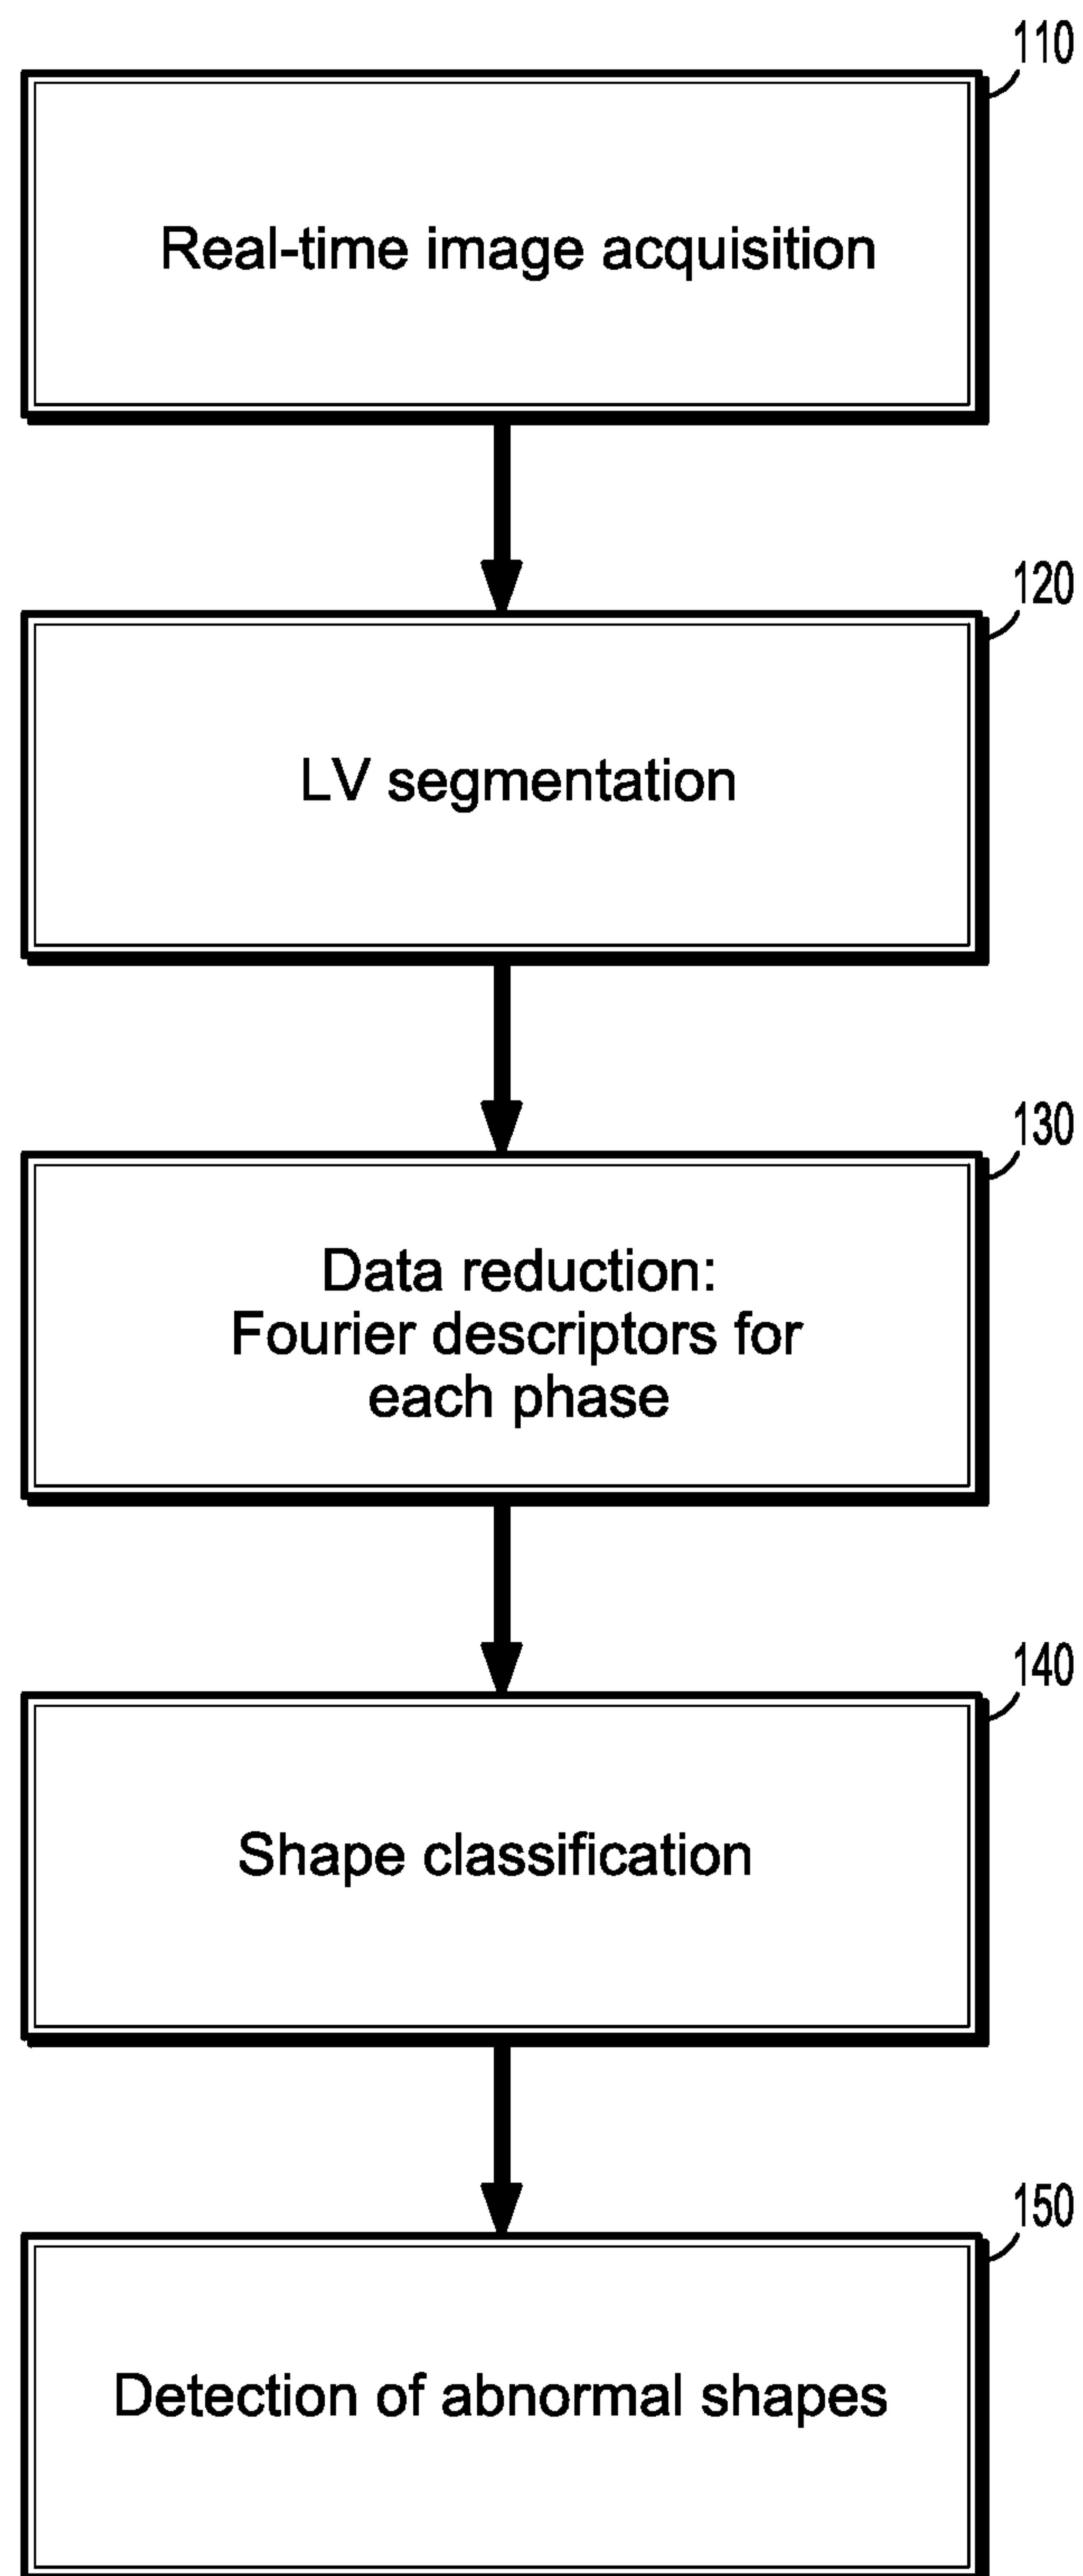 110
Real-time image acquisition
120
LV segmentation
130
Data reduction:
Fourier descriptors for
each phase
140
Shape classification
150
Detection of abnormal shapes